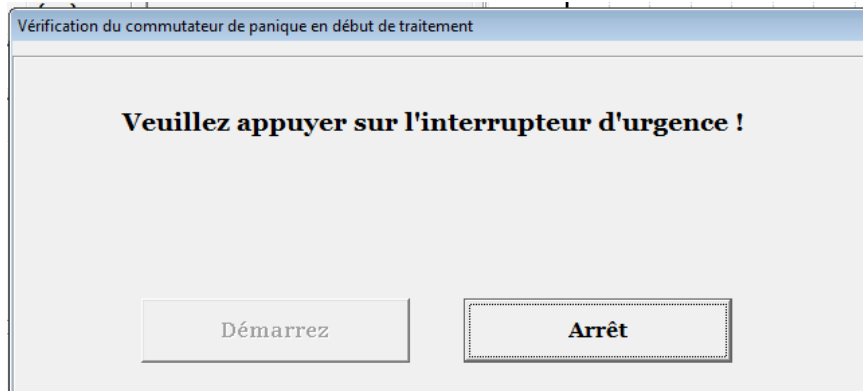 Vérification du commutateur de panique en début de traitement
Veuillez appuyer sur l'interrupteur d'urgence !
Démarrez
Arrêt